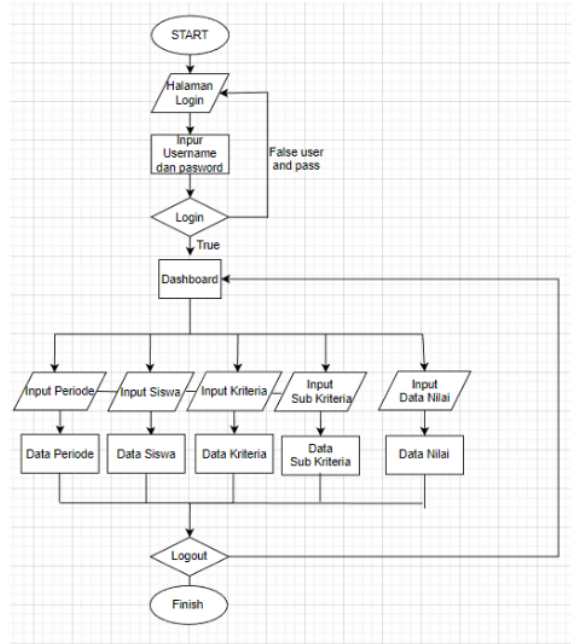 START
Halaman
Login
Inpur
Username
dan pasword
False user
and pass
Login
True
Dashboard
Input Periode
Input Siswa
Input Kriteria
Input
Sub Kriteria
Input
Data Nilai
Data Periode
Data Siswa
Data Kriteria
Data
Sub Kriteria
Data Nilai
Logout
Finish